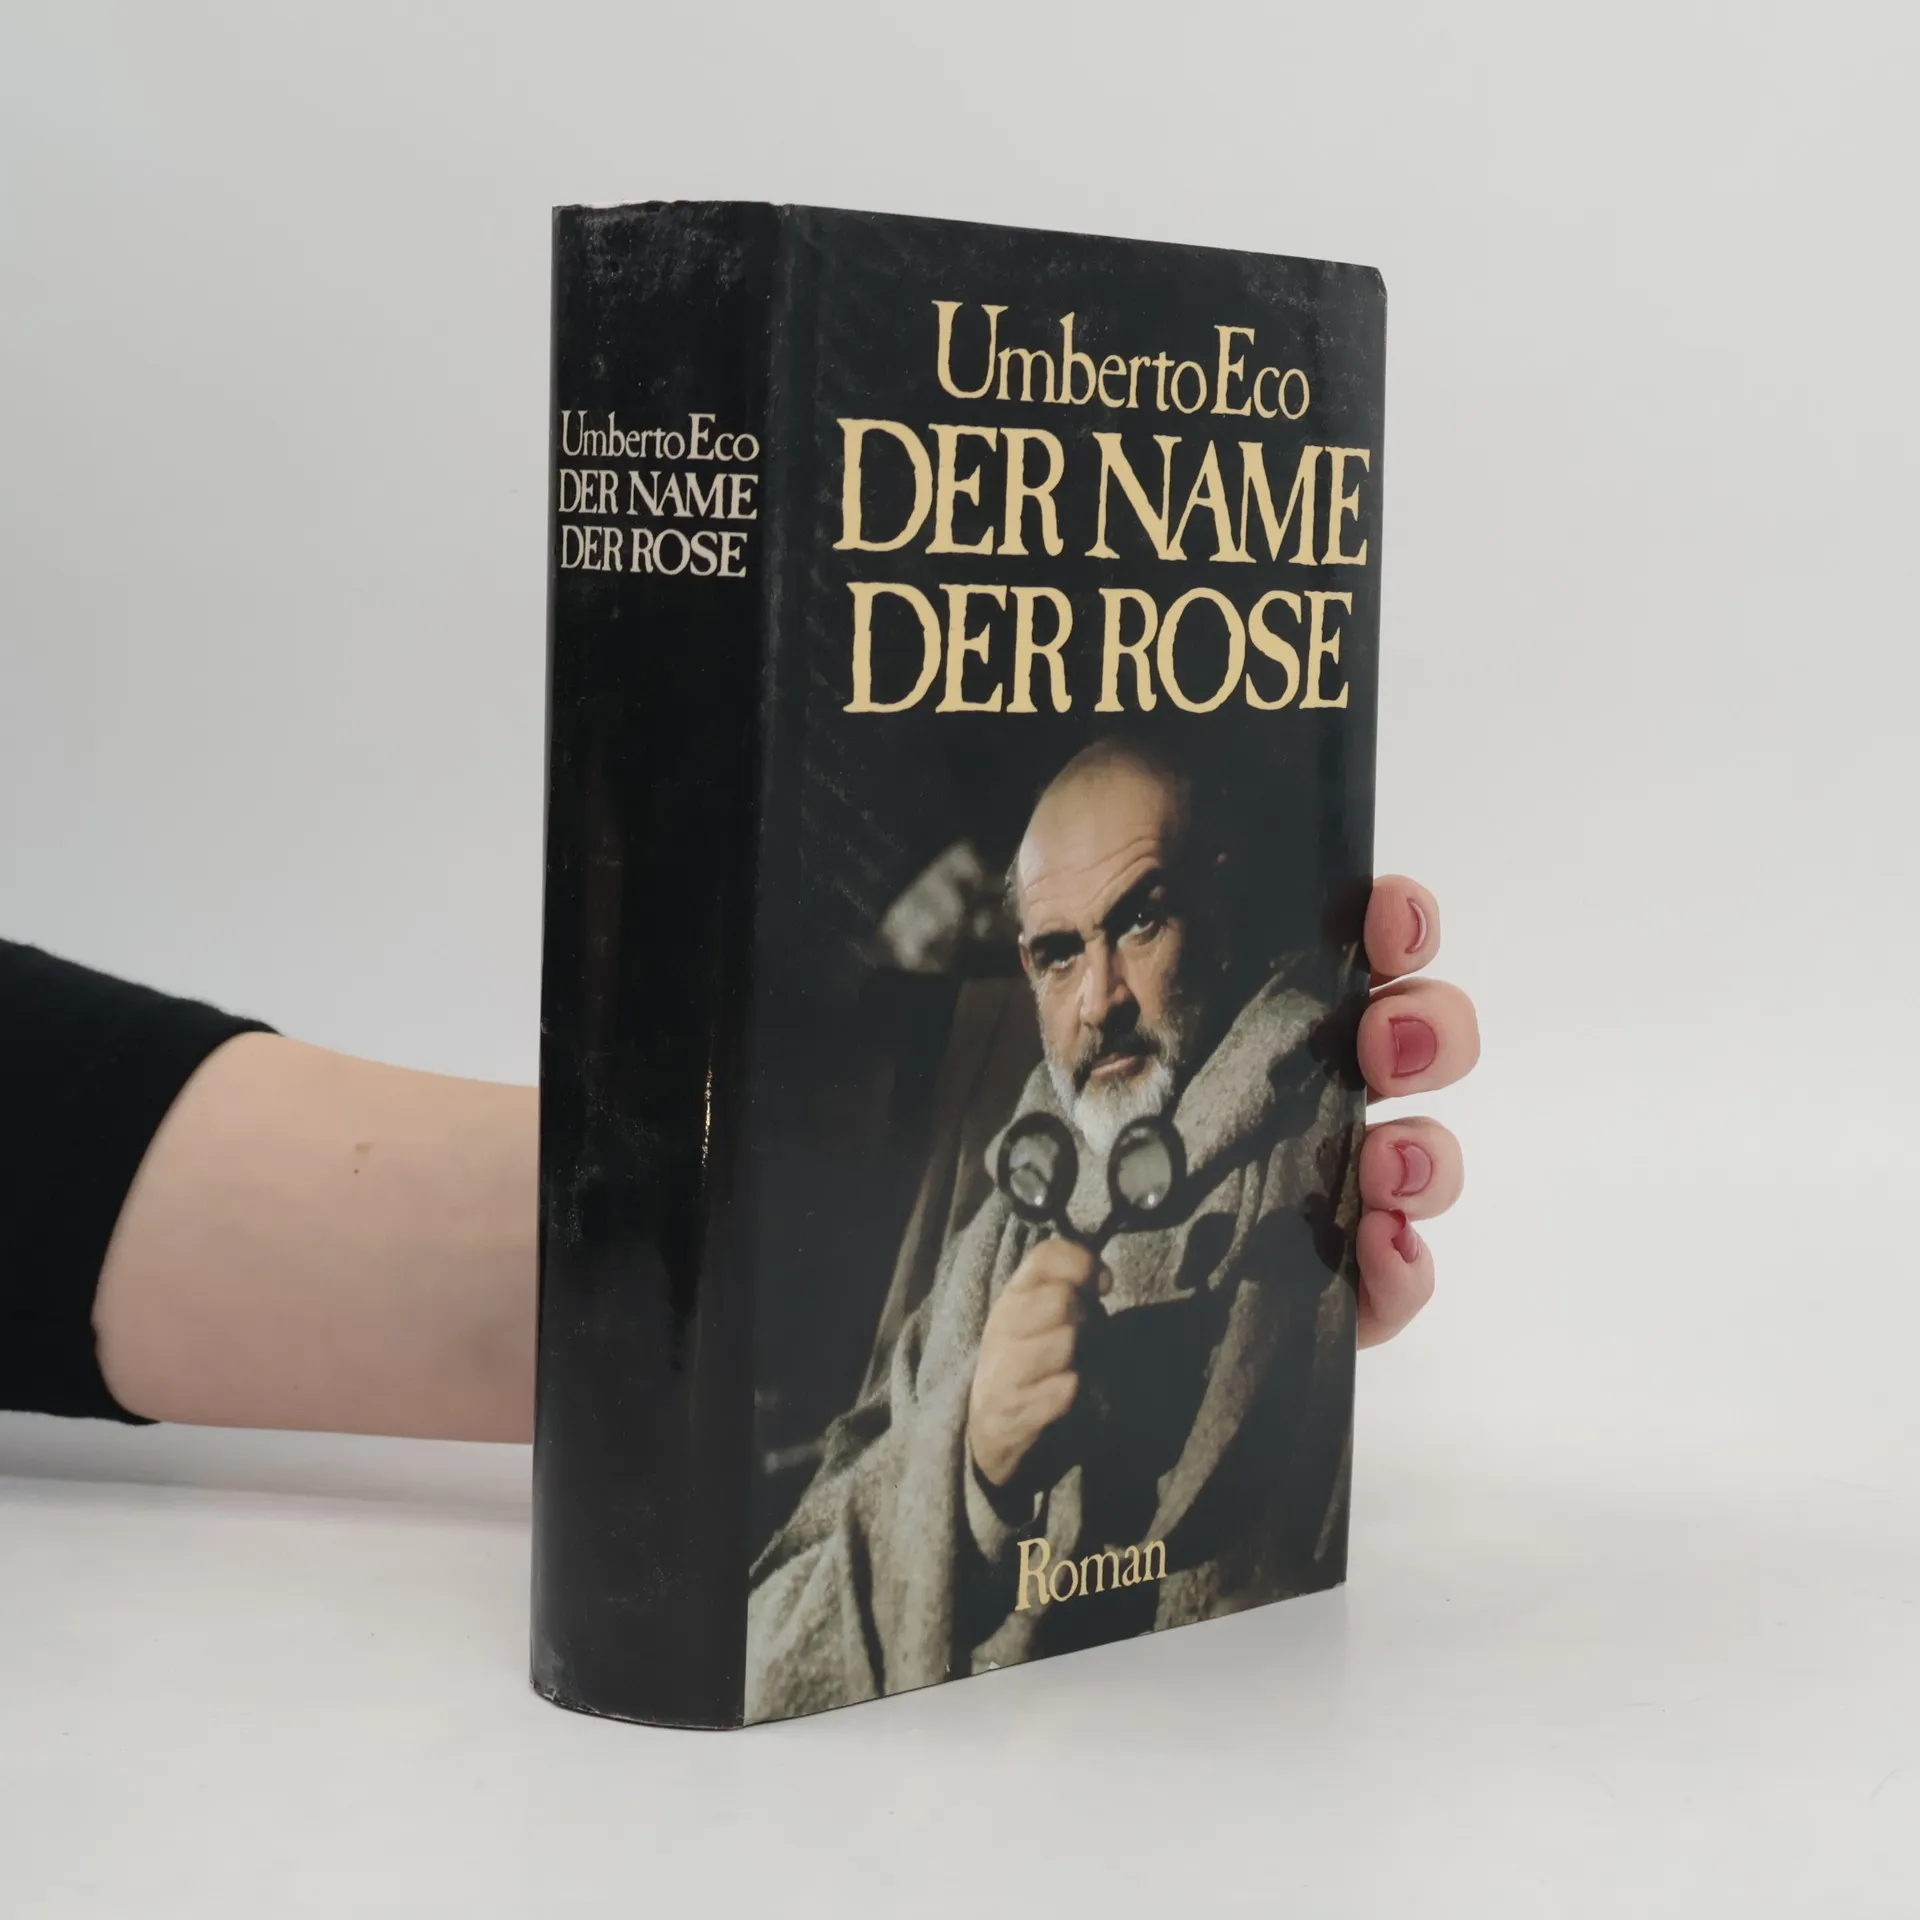 Umberto Eco
DER NAME
DER ROSE
Umberto Eco
DER NAME
DER ROSE
Roman